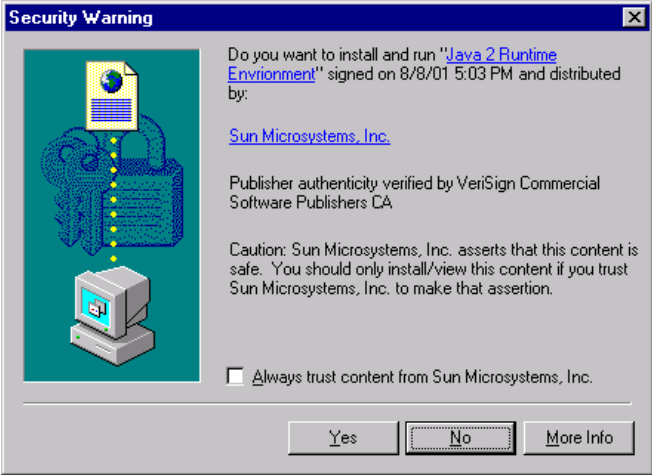 Security Warning
Do you want to install and run "Java 2 Runtime
Envrionment" signed on 8/8/01 5:03 PM and distributed
by:
Sun Microsystems, Inc.
Publisher authenticity verified by VeriSign Commercial
Software Publishers CA
Caution: Sun Microsystems, Inc. asserts that this content is
safe. You should only install/view this content if you trust
Sun Microsystems, Inc. to make that assertion.
Always trust content from Sun Microsystems, Inc.
Yes
No
More Info